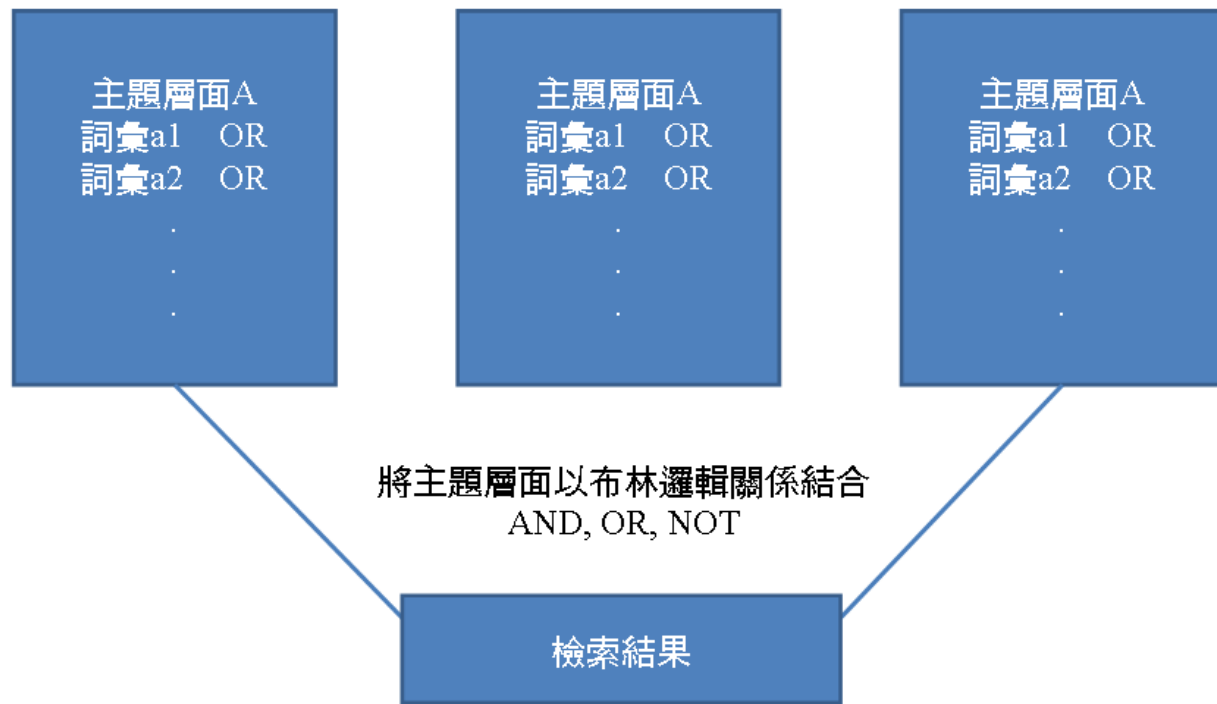 主題層面A
詞彙a1 OR
詞彙a2 OR
.
.
.
主題層面A
詞彙a1 OR
詞彙a2 OR
.
.
.
主題層面A
詞彙a1 OR
詞彙a2 OR
.
.
.
將主題層面以布林邏輯關係結合
AND, OR, NOT
檢索結果